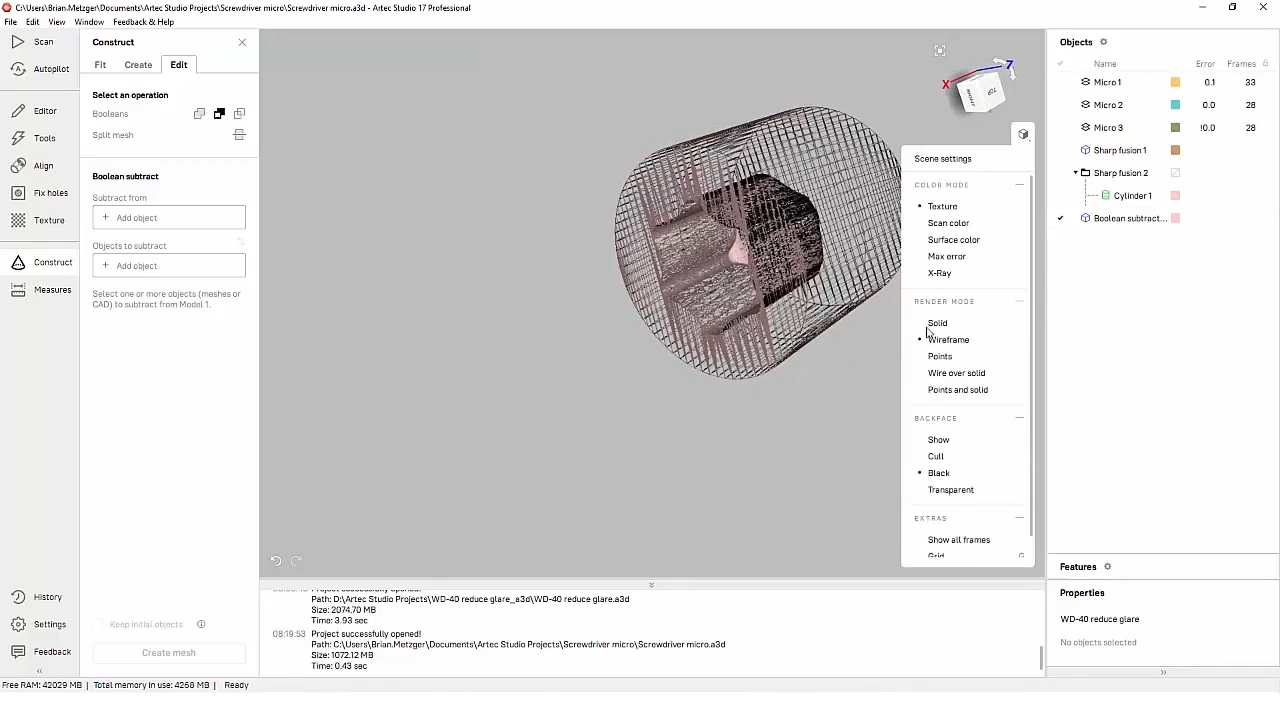 C:\Users\Brian.Metzger\Documents\Artec Studio Projects\Screwdriver micro\Screwdriver micro.a3d - Artec Studio 17 Professional
File Edit View Window Feedback & Help
Scan
Autopilot
Editor
Tools
Align
Fix holes
Texture
Construct
Measures
History
Settings
Feedback
Construct
Fit Create Edit
Select an operation
Booleans
Split mesh
Boolean subtract
Subtract from
+ Add object
Objects to subtract
+ Add object
Select one or more objects (meshes or
CAD) to subtract from Model 1.
Keep initial objects
Create mesh
X
Z
RIGHT
Scene settings
COLOR MODE
Texture
Scan color
Surface color
Max error
X-Ray
RENDER MODE
Solid
Wireframe
Points
Wire over solid
Points and solid
BACKFACE
Show
Cull
Black
Transparent
EXTRAS
Show all frames
Grid G
Objects
Name Error Frames
Micro 1 0.1 33
Micro 2 0.0 28
Micro 3 !0.0 28
Sharp fusion 1
Sharp fusion 2
Cylinder 1
Boolean subtract...
Features
Properties
WD-40 reduce glare
No objects selected
Project successfully opened!
Path: D:\Artec Studio Projects\WD-40 reduce glare_a3d\WD-40 reduce glare.a3d
Size: 2074.70 MB
Time: 3.93 sec
08:19:53 Project successfully opened!
Path: C:\Users\Brian.Metzger\Documents\Artec Studio Projects\Screwdriver micro\Screwdriver micro.a3d
Size: 1072.12 MB
Time: 0.43 sec
Free RAM: 42029 MB | Total memory in use: 4268 MB | Ready